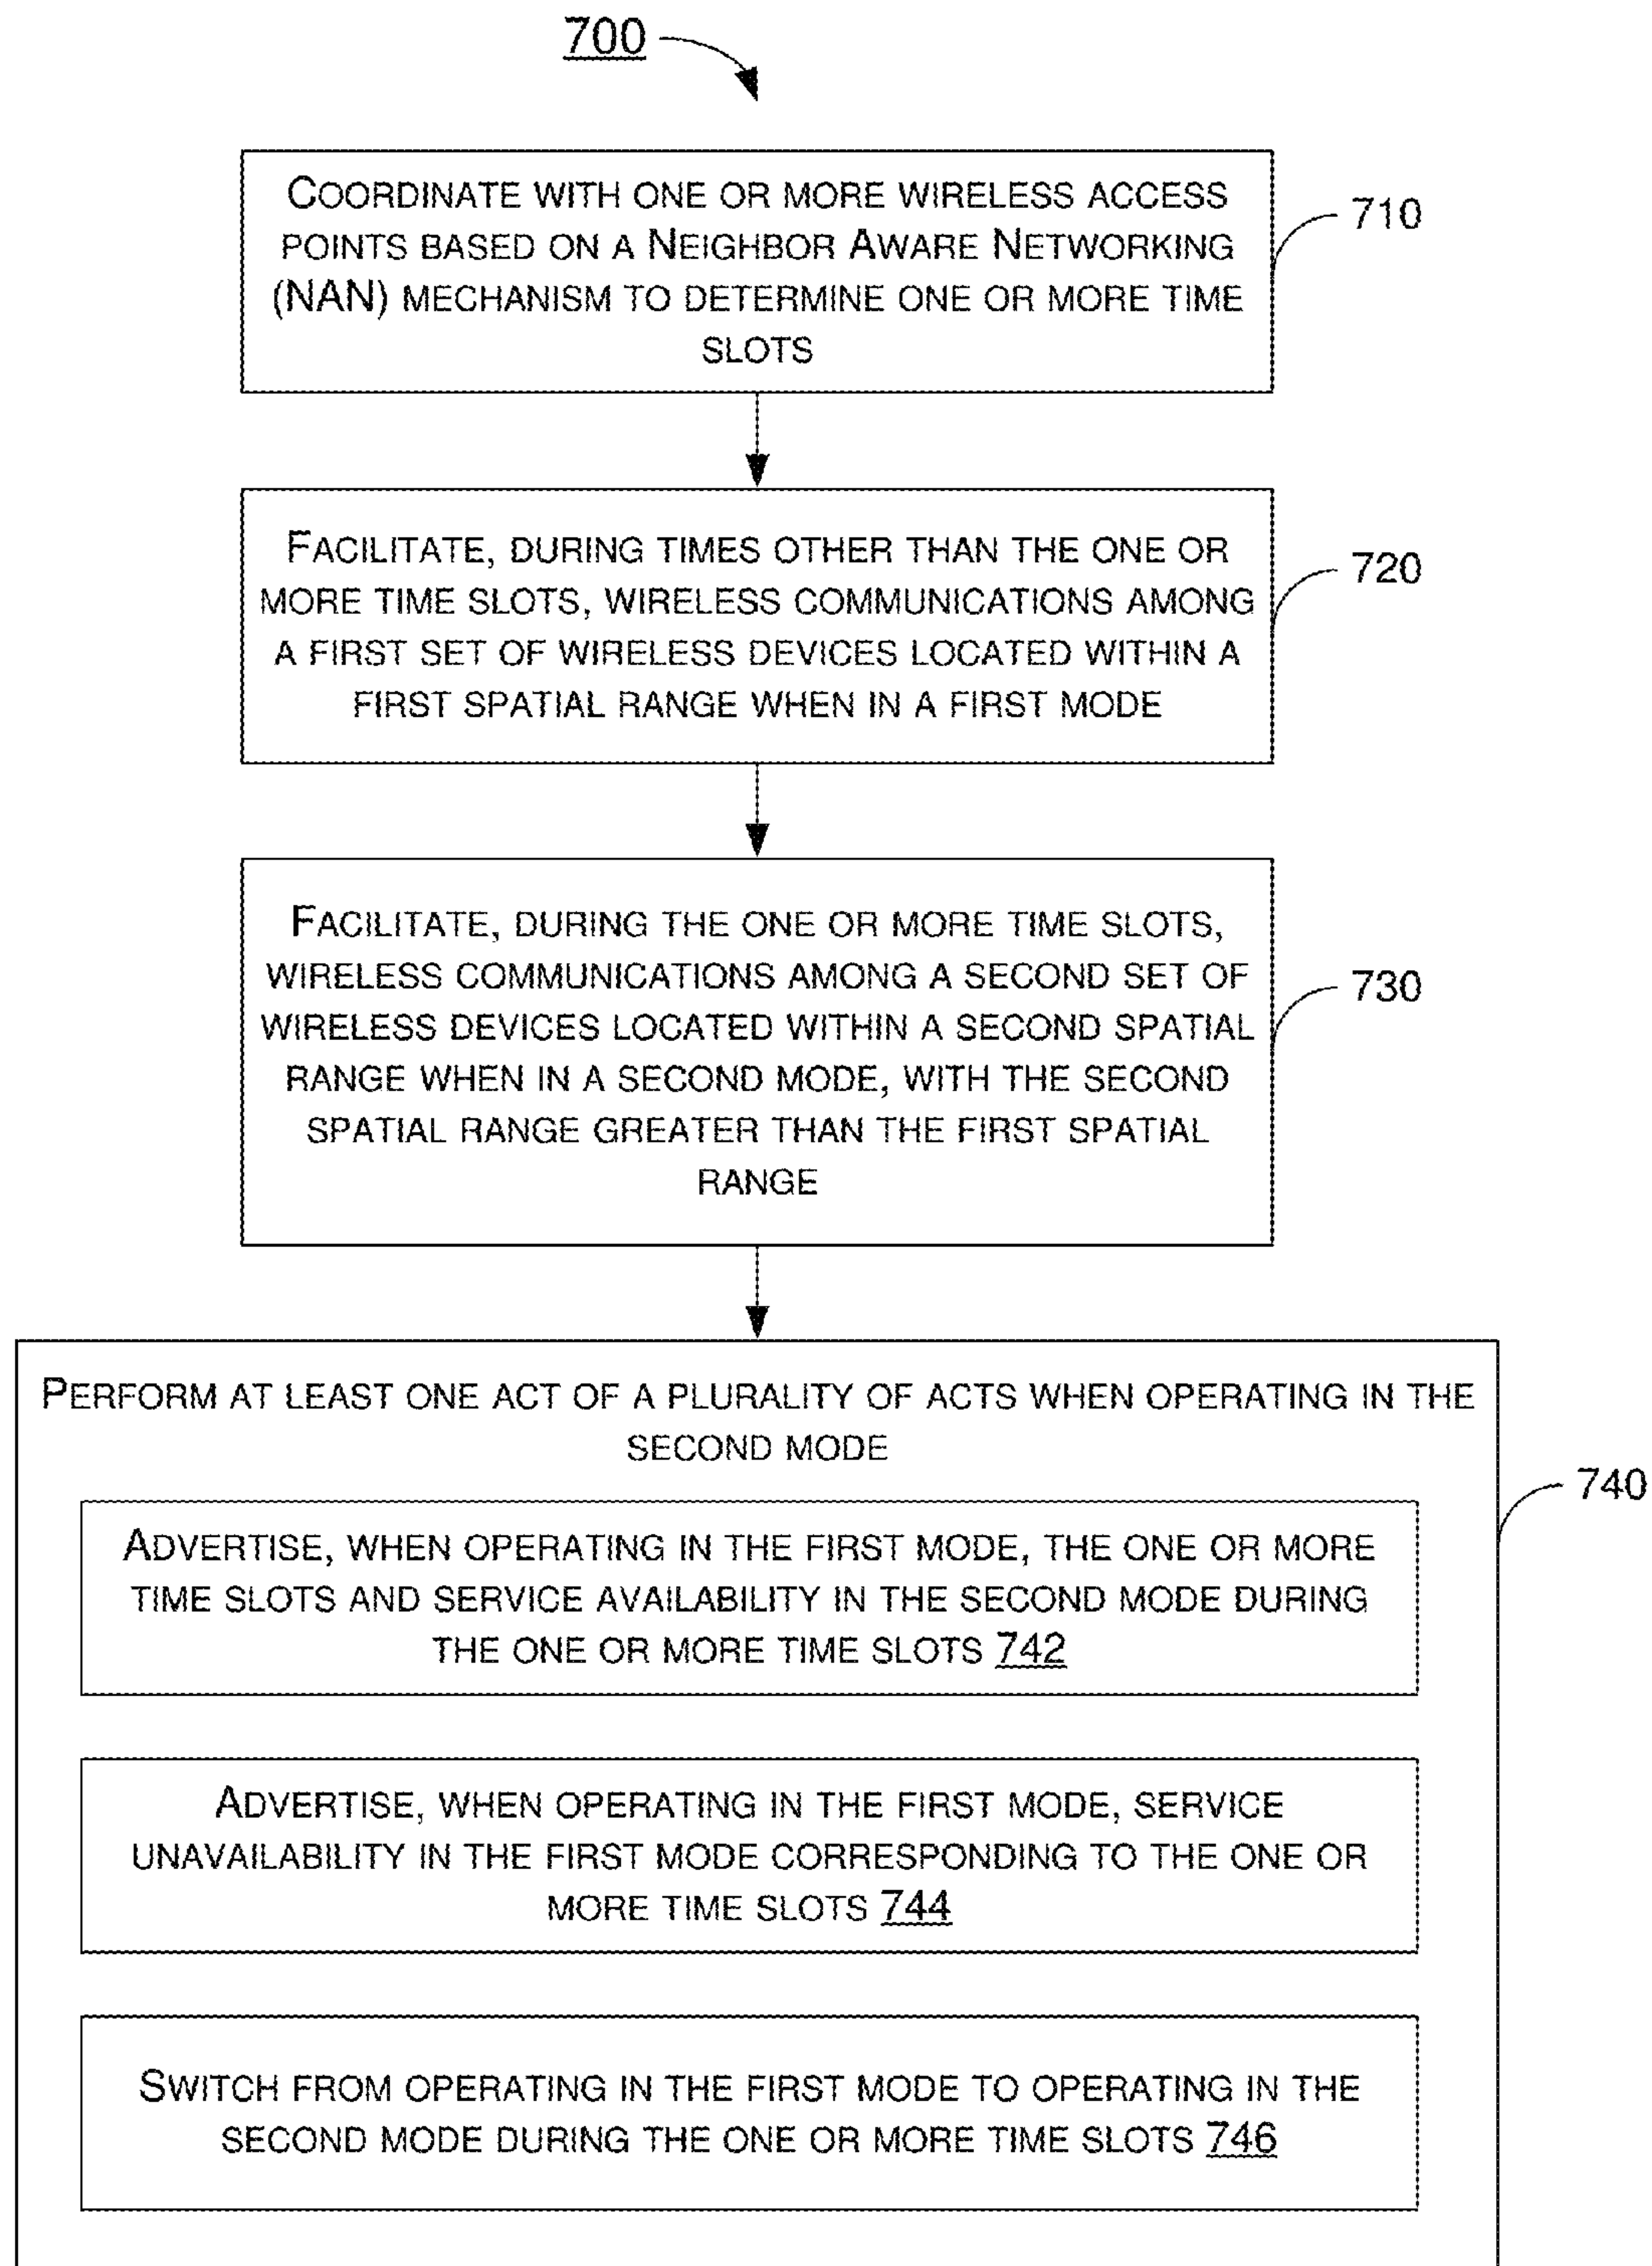 700
COORDINATE WITH ONE OR MORE WIRELESS ACCESS
POINTS BASED ON A NEIGHBOR AWARE NETWORKING
(NAN) MECHANISM TO DETERMINE ONE OR MORE TIME
SLOTS
710
FACILITATE, DURING TIMES OTHER THAN THE ONE OR
MORE TIME SLOTS, WIRELESS COMMUNICATIONS AMONG
A FIRST SET OF WIRELESS DEVICES LOCATED WITHIN A
FIRST SPATIAL RANGE WHEN IN A FIRST MODE
720
FACILITATE, DURING THE ONE OR MORE TIME SLOTS,
WIRELESS COMMUNICATIONS AMONG A SECOND SET OF
WIRELESS DEVICES LOCATED WITHIN A SECOND SPATIAL
RANGE WHEN IN A SECOND MODE, WITH THE SECOND
SPATIAL RANGE GREATER THAN THE FIRST SPATIAL
RANGE
730
PERFORM AT LEAST ONE ACT OF A PLURALITY OF ACTS WHEN OPERATING IN THE
SECOND MODE
740
ADVERTISE, WHEN OPERATING IN THE FIRST MODE, THE ONE OR MORE
TIME SLOTS AND SERVICE AVAILABILITY IN THE SECOND MODE DURING
THE ONE OR MORE TIME SLOTS 742
ADVERTISE, WHEN OPERATING IN THE FIRST MODE, SERVICE
UNAVAILABILITY IN THE FIRST MODE CORRESPONDING TO THE ONE OR
MORE TIME SLOTS 744
SWITCH FROM OPERATING IN THE FIRST MODE TO OPERATING IN THE
SECOND MODE DURING THE ONE OR MORE TIME SLOTS 746